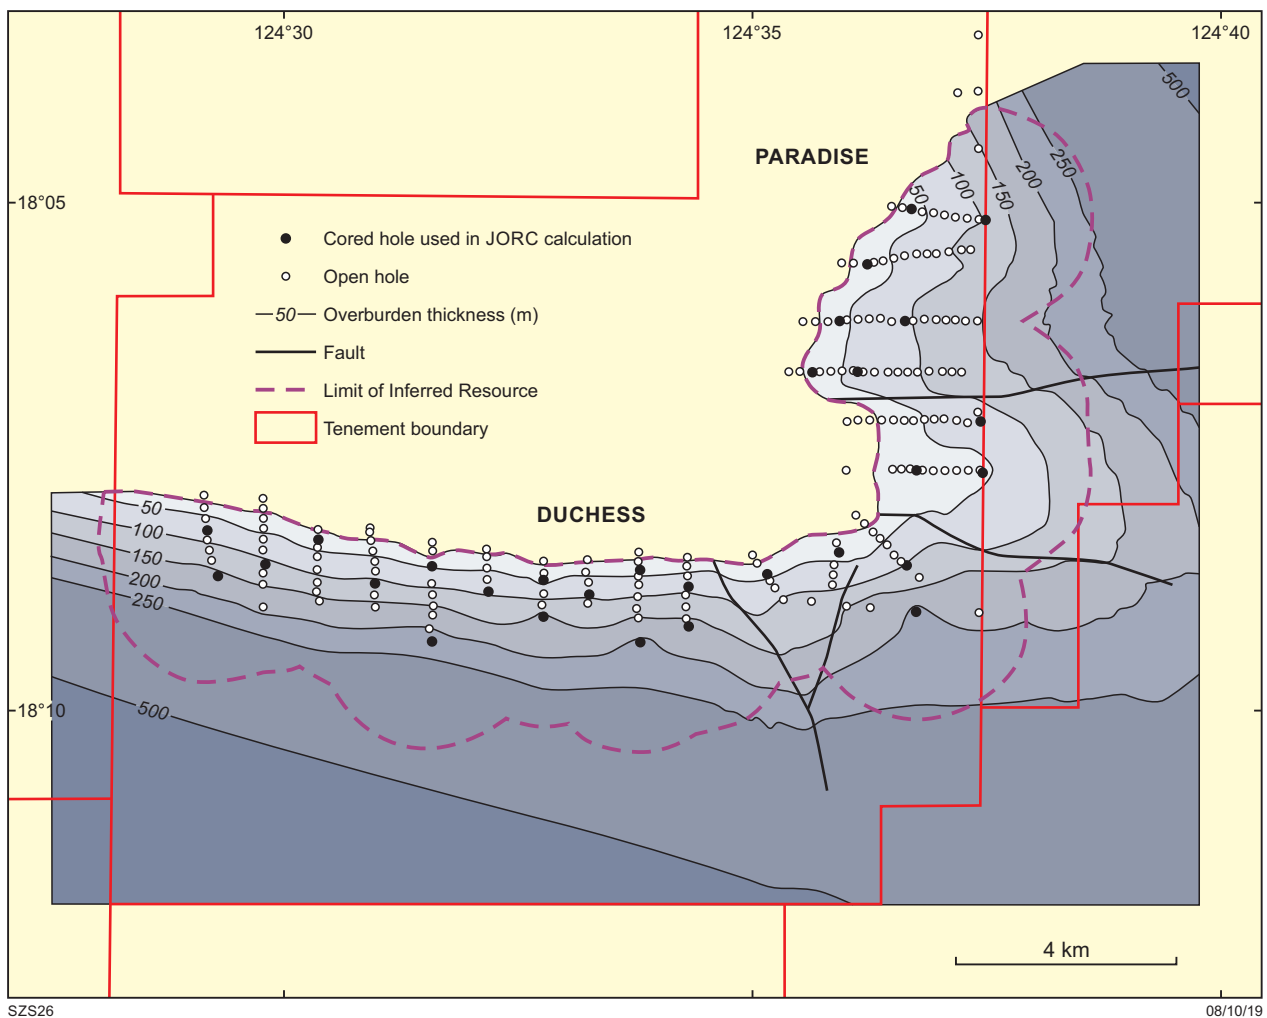 124°30
124°35
124°40
500
PARADISE
250
200
100
150
50
18°05
Cored hole used in JORC calculation
Open hole
50 Overburden thickness (m)
Fault
Limit of Inferred Resource
Tenement boundary
DUCHESS
50
100
150
200
250
18°10
500
4 km
SZS26
08/10/19